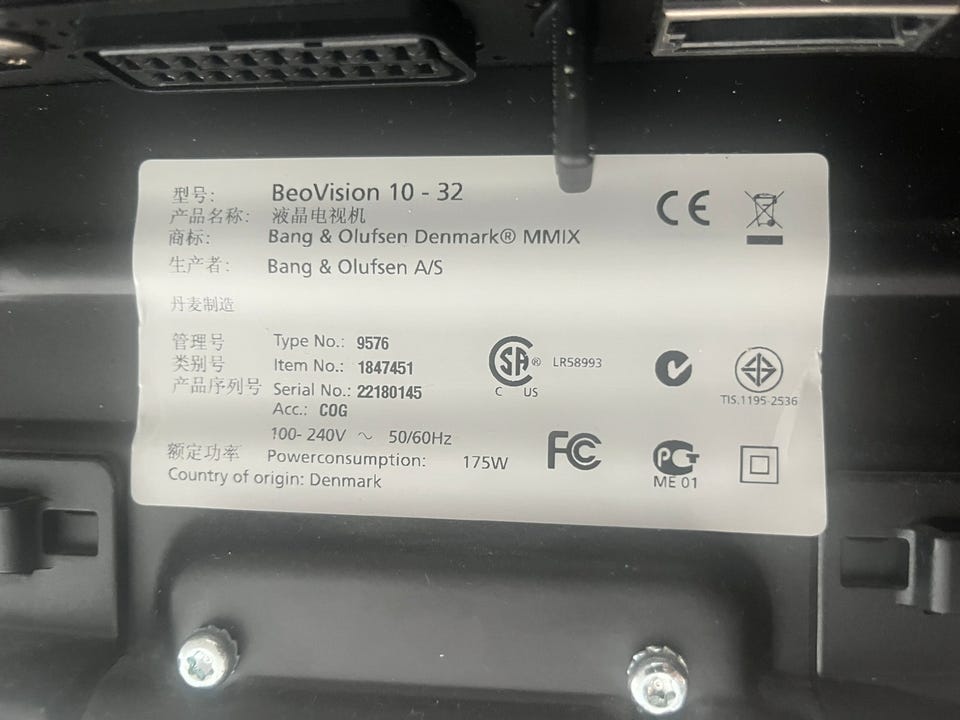 型号: BeoVision 10 - 32
产品名称: 液晶电视机
商标: Bang & Olufsen Denmark® MMIX
生产者: Bang & Olufsen A/S
丹麦制造
管理号 Type No.: 9576
类别号 Item No.: 1847451
产品序列号 Serial No.: 22180145
Acc.: COG
100- 240V ~ 50/60Hz
额定功率 Powerconsumption: 175W
Country of origin: Denmark
CE
SA® LR58993
C US
TIS.1195-2536
FC
РСТ
ME 01